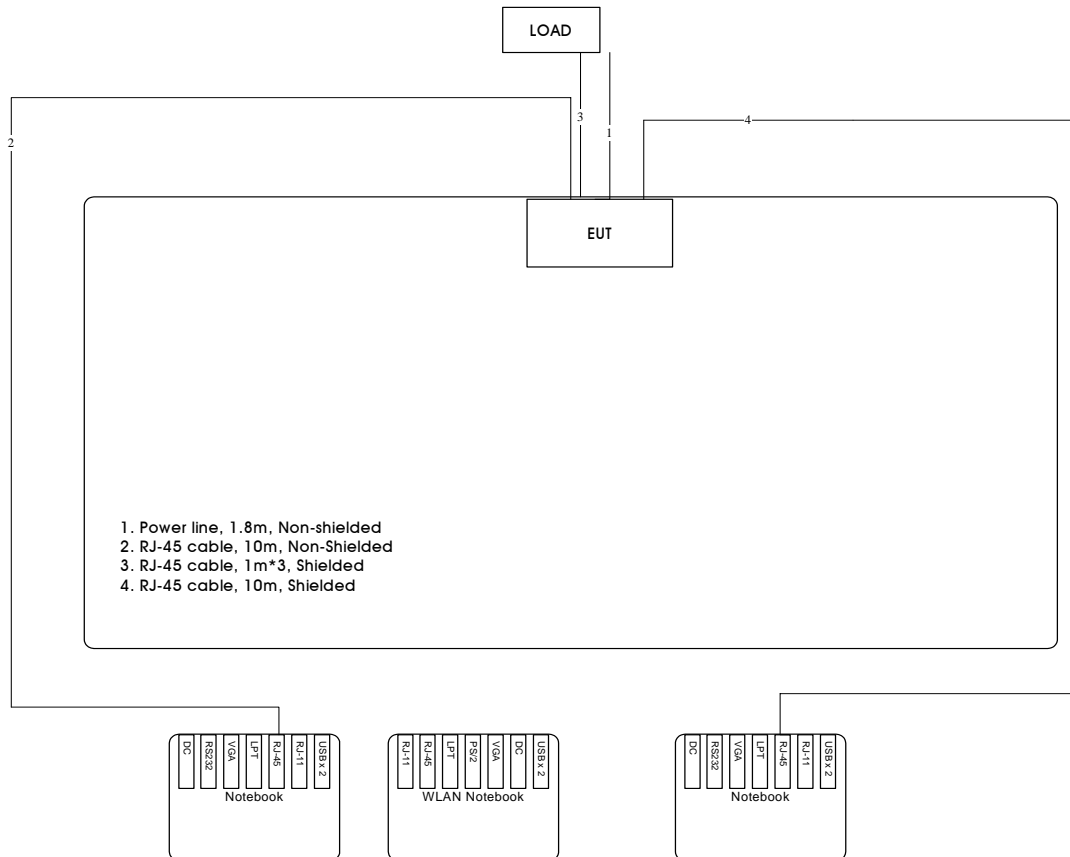 LOAD
2
3
1
4
EUT
1. Power line, 1.8m, Non-shielded
2. RJ-45 cable, 10m, Non-Shielded
3. RJ-45 cable, 1m*3, Shielded
4. RJ-45 cable, 10m, Shielded
DC
RS232
VGA
LPT
RJ-45
RJ-11
USB x 2
Notebook
RJ-11
RJ-45
LPT
PS/2
VGA
DC
USB x 2
WLAN Notebook
DC
RS232
VGA
LPT
RJ-45
RJ-11
USB x 2
Notebook